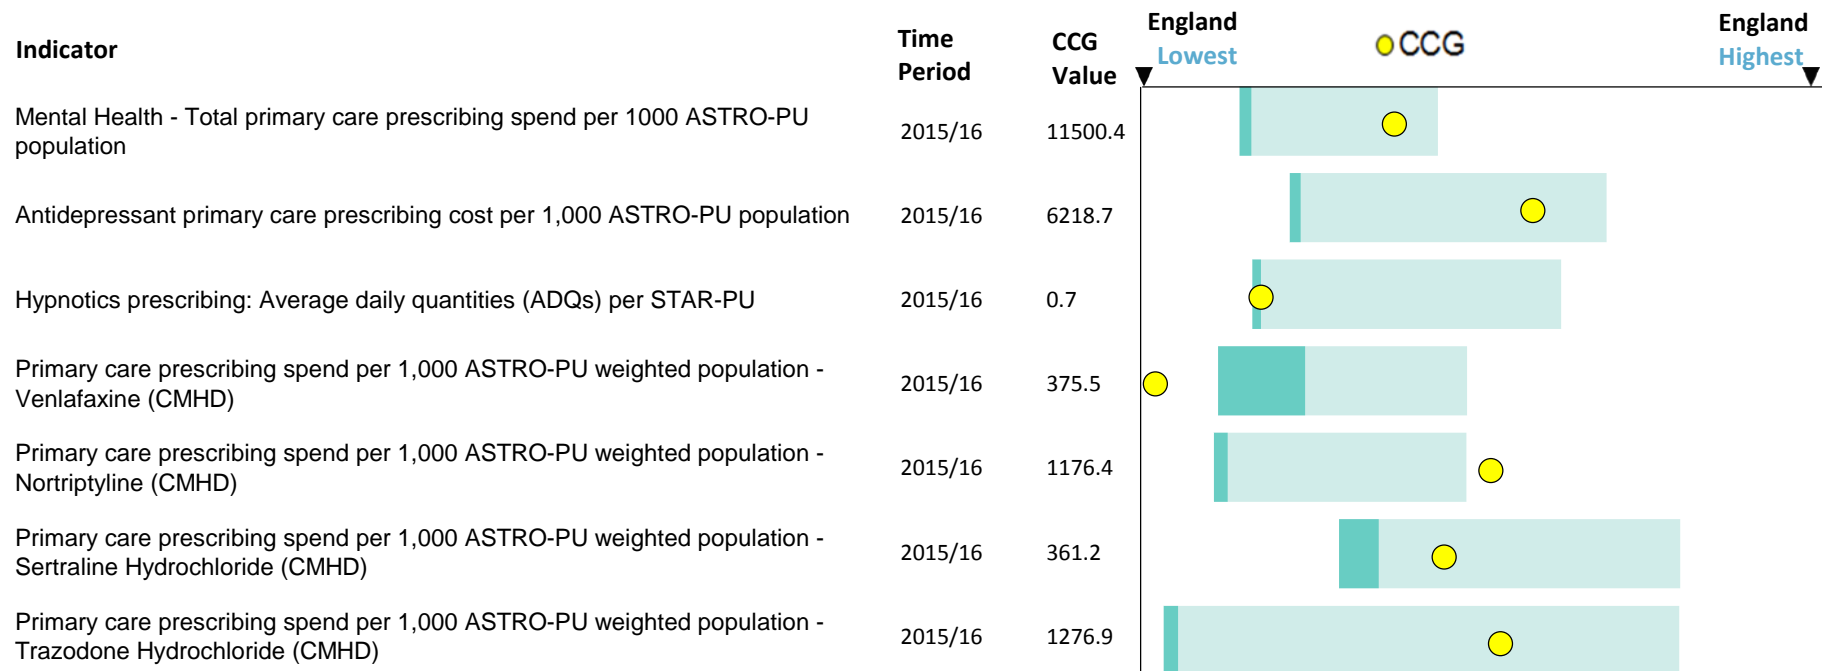 Indicator
Time
Period
CCG
Value
England
Lowest
CCG
England
Highest
Mental Health - Total primary care prescribing spend per 1000 ASTRO-PU
population
2015/16
11500.4
Antidepressant primary care prescribing cost per 1,000 ASTRO-PU population
2015/16
6218.7
Hypnotics prescribing: Average daily quantities (ADQs) per STAR-PU
2015/16
0.7
Primary care prescribing spend per 1,000 ASTRO-PU weighted population -
Venlafaxine (CMHD)
2015/16
375.5
Primary care prescribing spend per 1,000 ASTRO-PU weighted population -
Nortriptyline (CMHD)
2015/16
1176.4
Primary care prescribing spend per 1,000 ASTRO-PU weighted population -
Sertraline Hydrochloride (CMHD)
2015/16
361.2
Primary care prescribing spend per 1,000 ASTRO-PU weighted population -
Trazodone Hydrochloride (CMHD)
2015/16
1276.9